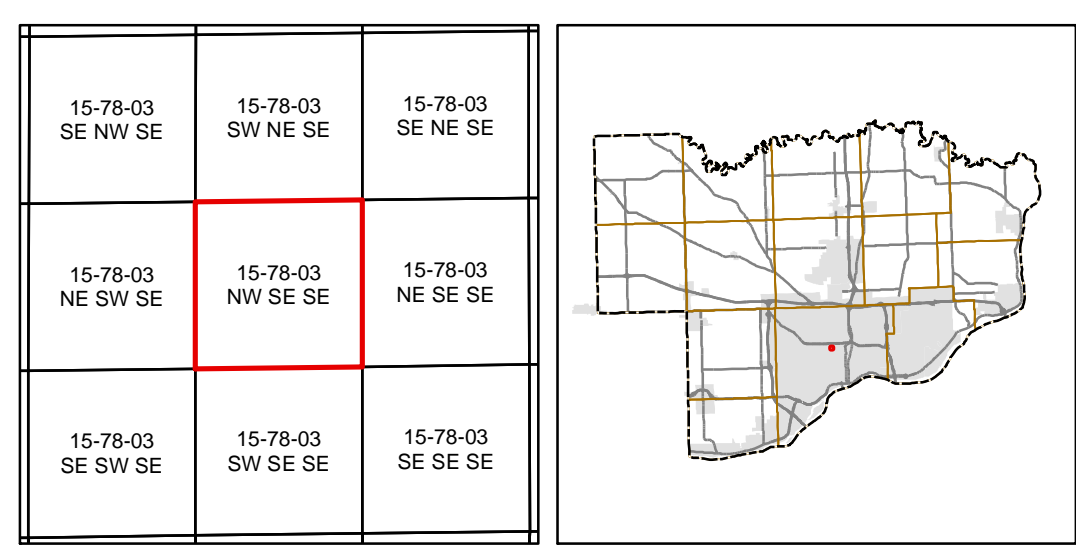 15-78-03
SE NW SE
15-78-03
SW NE SE
15-78-03
SE NE SE
15-78-03
NE SW SE
15-78-03
NW SE SE
15-78-03
NE SE SE
15-78-03
SE SW SE
15-78-03
SW SE SE
15-78-03
SE SE SE